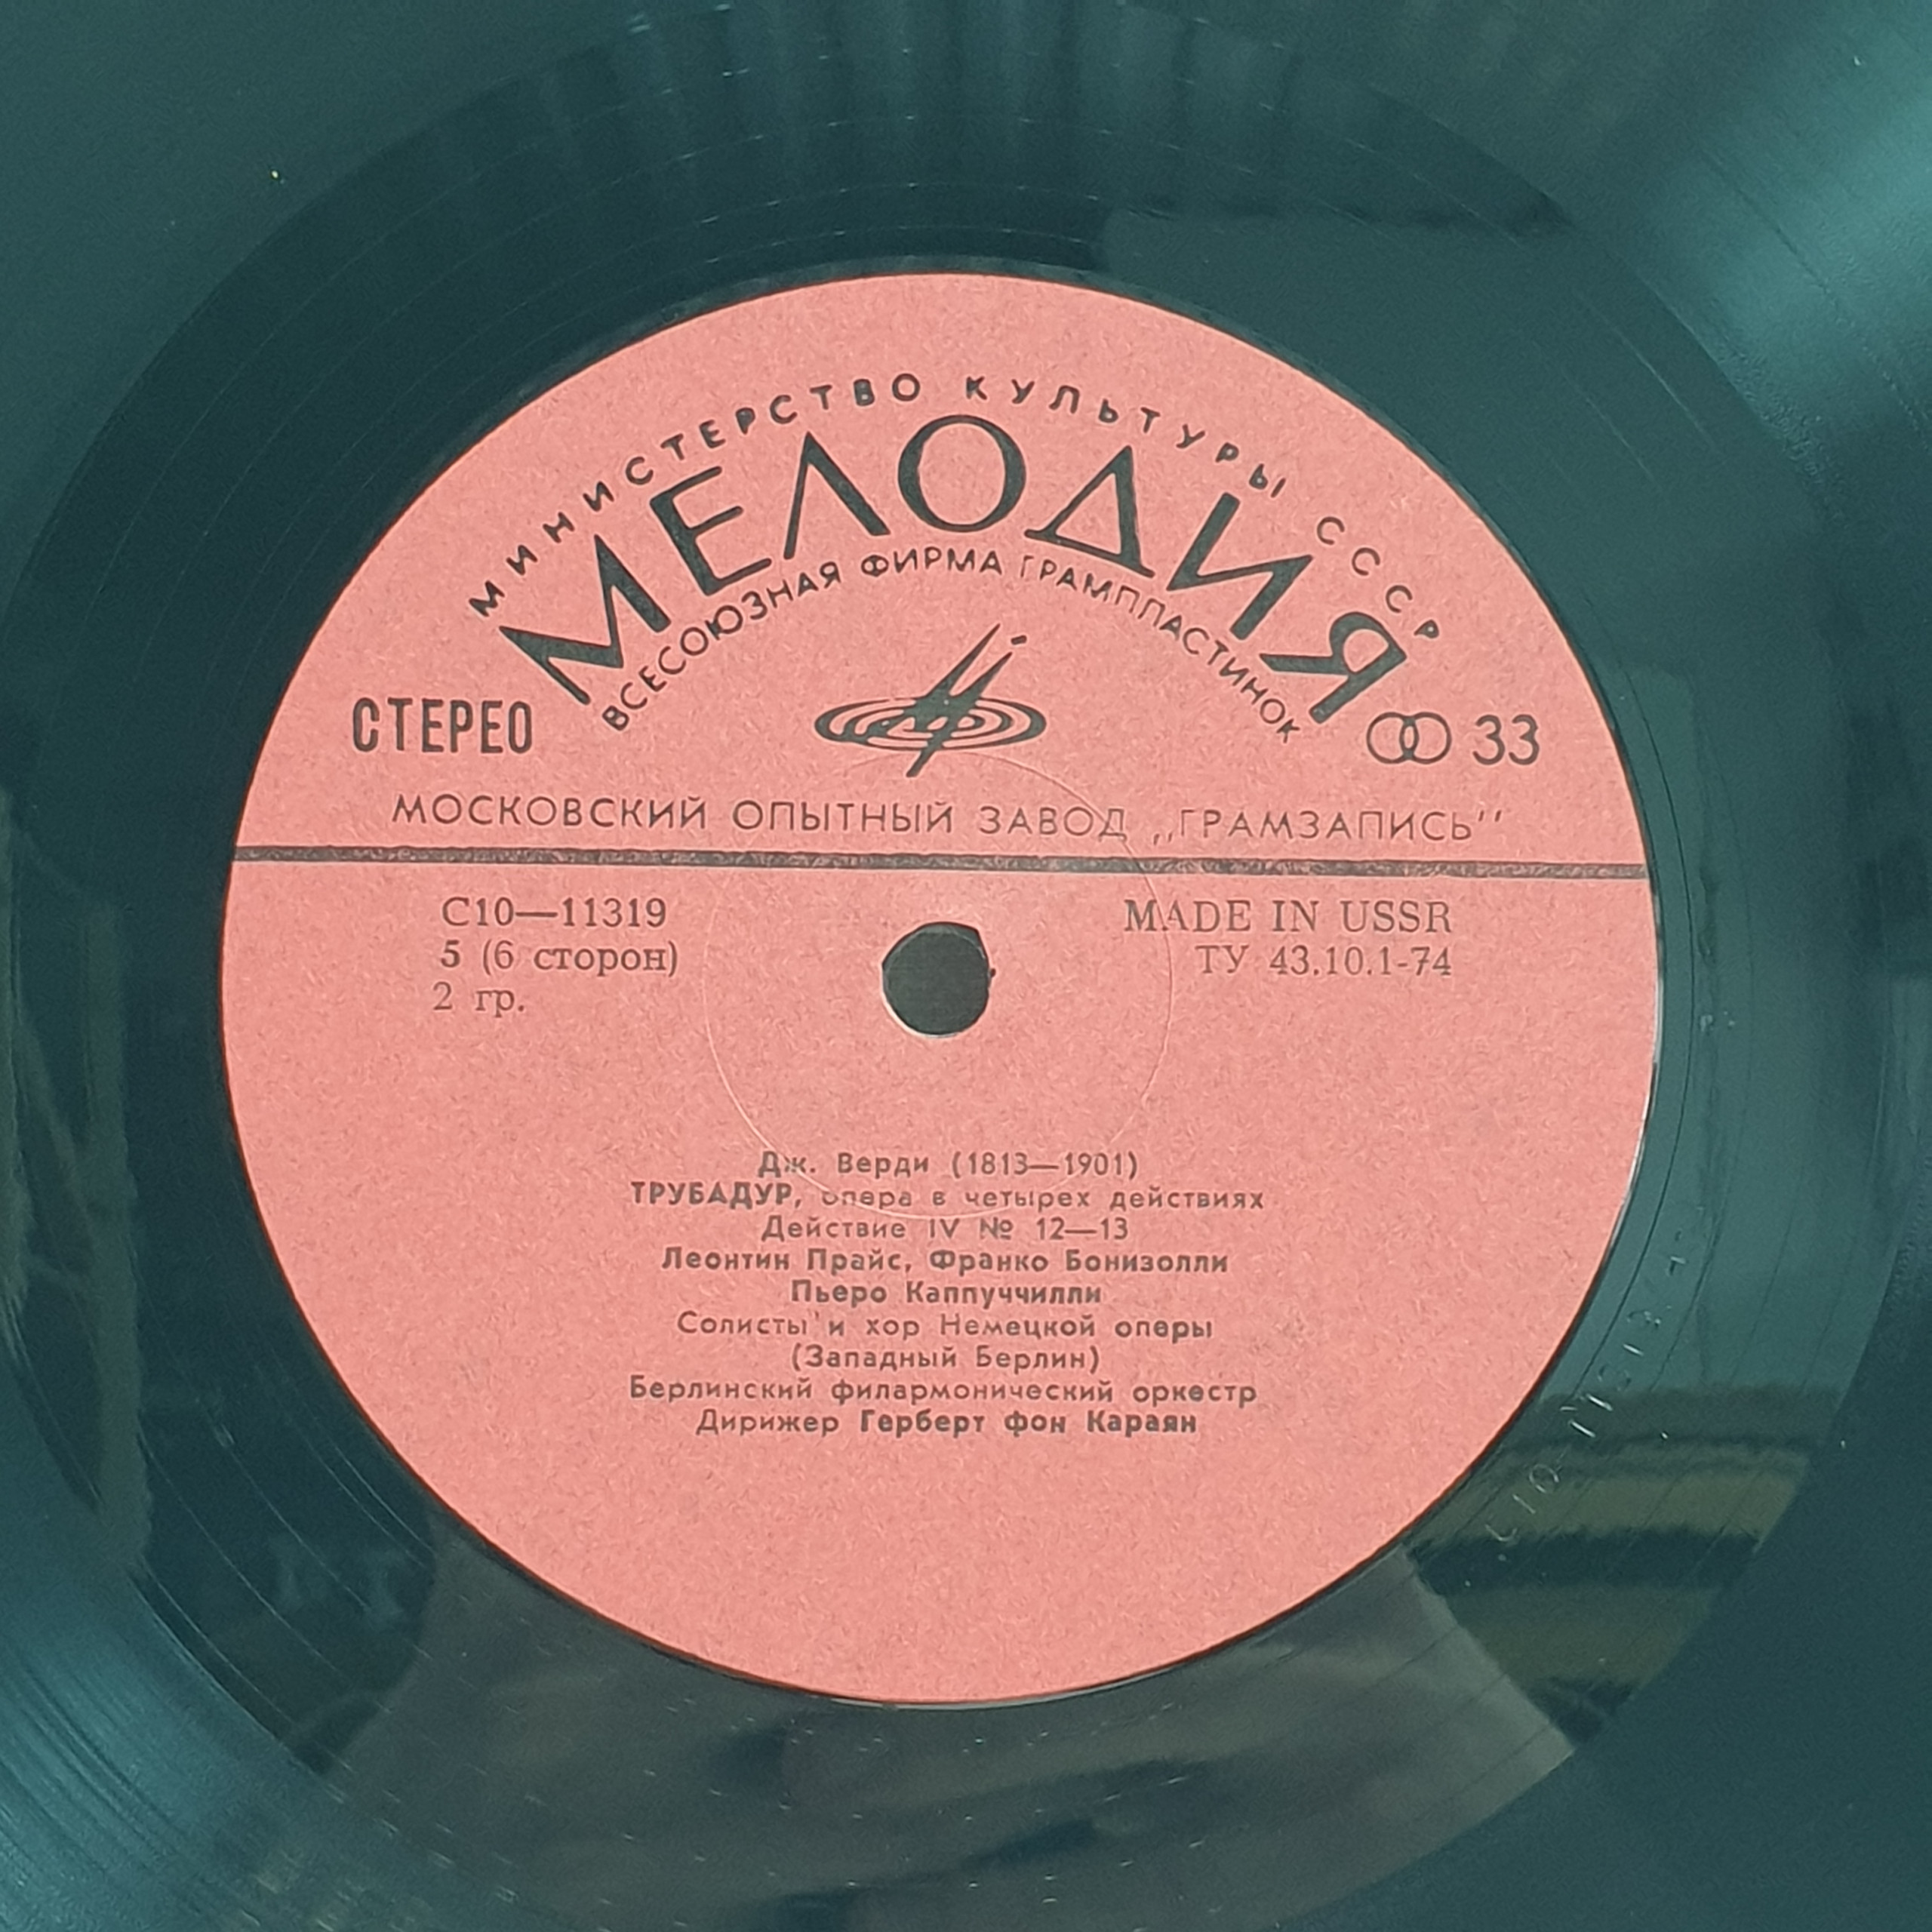 МИНИСТЕРСТВО КУЛЬТУРЫ СССР
МЕЛОДИЯ
ВСЕСОЮЗНАЯ ФИРМА ГРАМПЛАСТИНОК
СТЕРЕО
33
МОСКОВСКИЙ ОПЫТНЫЙ ЗАВОД „ГРАМЗАПИСЬ"
С10—11319
5 (6 сторон)
2 гр.
MADE IN USSR
ТУ 43.10.1-74
Дж. Верди (1813—1901)
ТРУБАДУР, опера в четырех действиях
Действие IV № 12—13
Леонтин Прайс, Франко Бонизолли
Пьеро Каппуччилли
Солисты и хор Немецкой оперы
(Западный Берлин)
Берлинский филармонический оркестр
Дирижер Герберт фон Караян